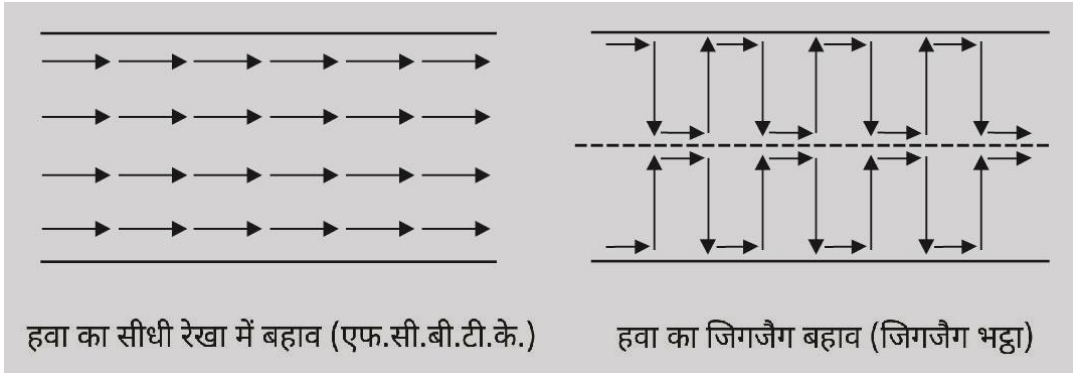 हवा का सीधी रेखा में बहाव (एफ.सी.बी.टी.के.)
हवा का जिगजैग बहाव (जिगजैग भट्ठा)